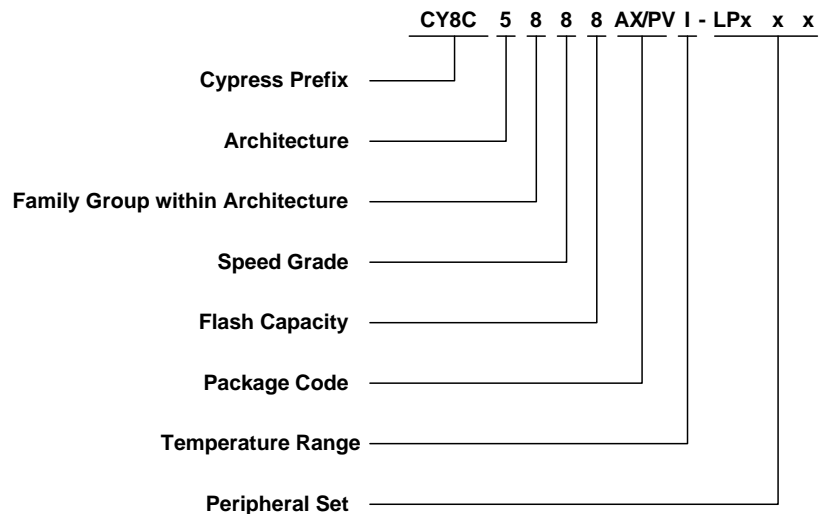 CY8C 5 8 8 8 AX/PV I - LPx x x
Cypress Prefix
Architecture
Family Group within Architecture
Speed Grade
Flash Capacity
Package Code
Temperature Range
Peripheral Set